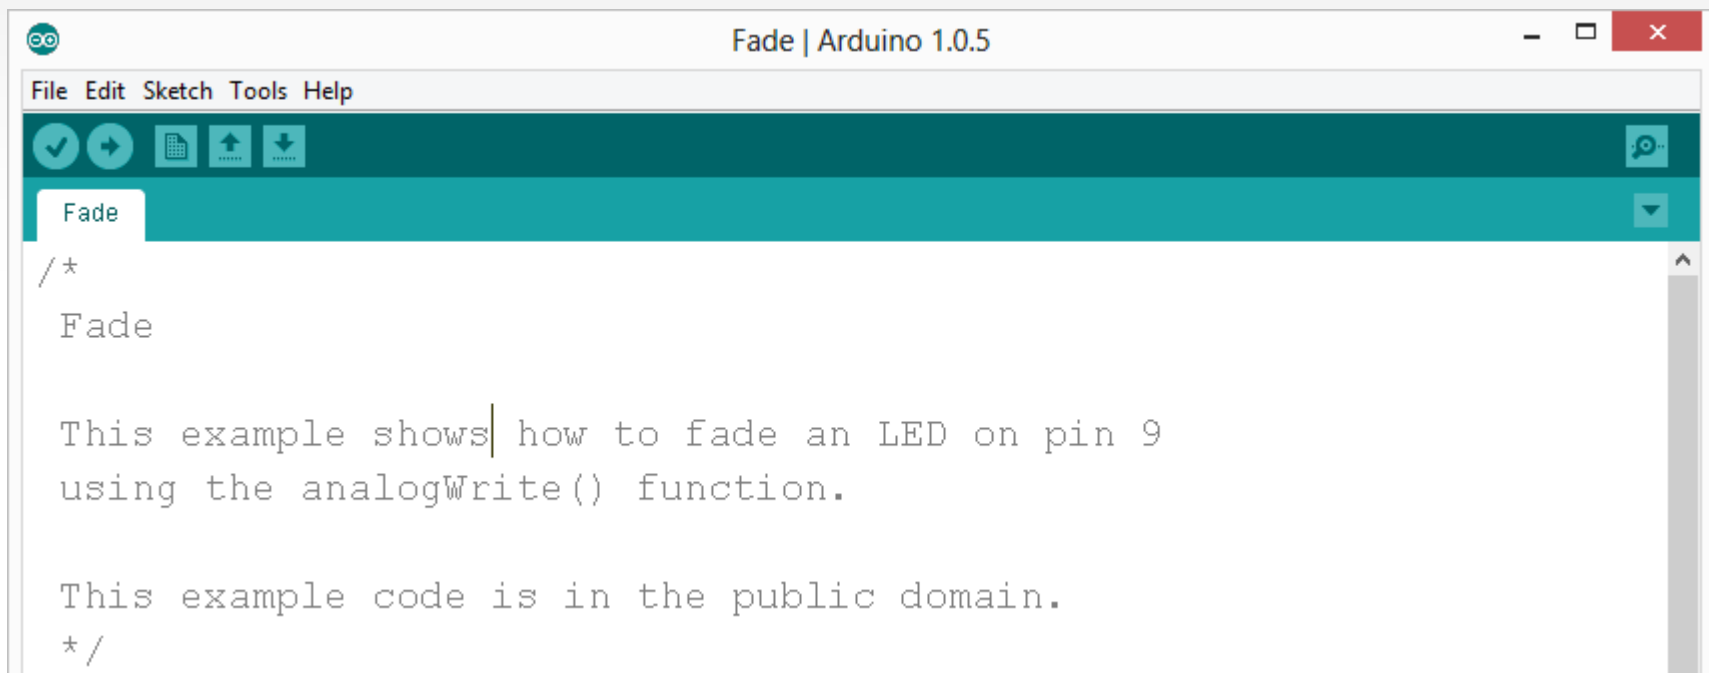 Fade | Arduino 1.0.5
File Edit Sketch Tools Help
Fade
/*
Fade
This example shows how to fade an LED on pin 9
using the analogWrite() function.
This example code is in the public domain.
*/